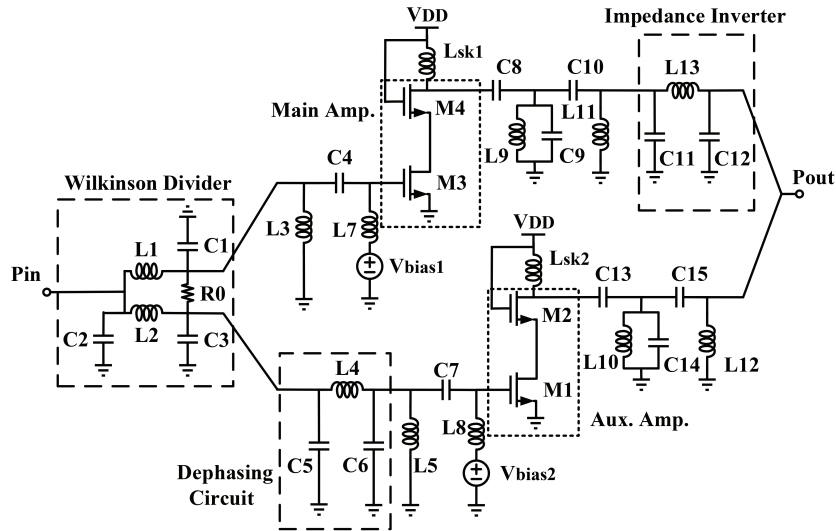 Impedance Inverter
VDD
Lsk1
C8
C10
L13
Main Amp.
M4
L11
L9
C9
C11
C12
C4
M3
Wilkinson Divider
Pout
L3
L7
VDD
L1
C1
Vbias1
Lsk2
C13
C15
Pin
R0
M2
C2
L2
C3
L10
C14
L12
L4
C7
M1
L8
Aux. Amp.
C5
C6
L5
Dephasing
Circuit
Vbias2